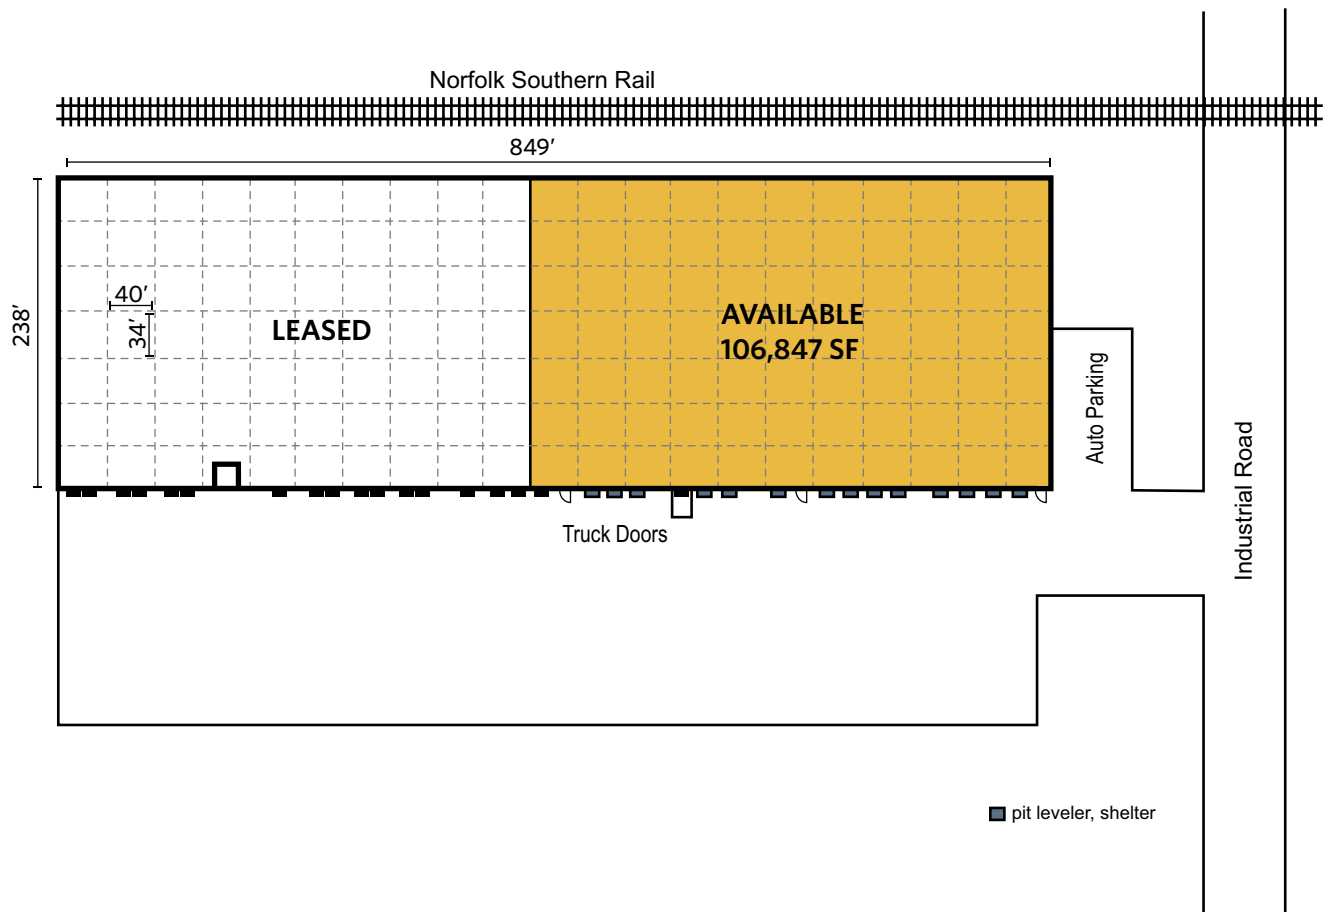 Norfolk Southern Rail
849’
238’
40’
34’
LEASED
AVAILABLE
106,847 SF
Auto Parking
Industrial Road
Truck Doors
pit leveler, shelter